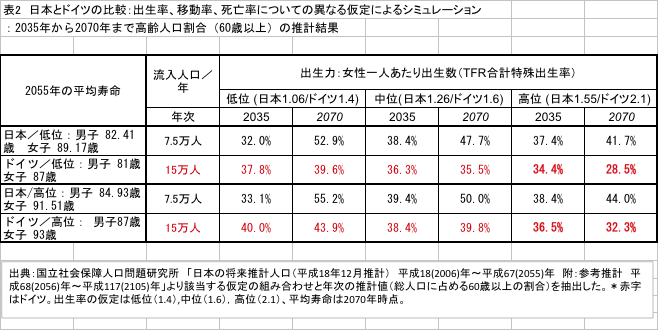 表2　日本とドイツの比較：出生率、移動率、死亡率についての異なる仮定によるシミュレーション
：2035年から2070年まで高齢人口割合（60歳以上）の推計結果
2055年の平均寿命 流入人口／年 出生力：女性一人あたり出生数（TFR合計特殊出生率）
低位（日本1.06/ドイツ1.4） 中位(日本1.26/ドイツ1.6） 高位（日本1.55/ドイツ2.1）
年次 2035 2070 2035 2070 2035 2070
日本／低位：男子 82.41歳　女子 89.17歳 7.5万人 32.0% 52.9% 38.4% 47.7% 37.4% 41.7%
ドイツ／低位：男子 81歳 女子 87歳 15万人 37.8% 39.6% 36.3% 35.5% 34.4% 28.5%
日本/高位：男子 84.93歳 女子 91.51歳 7.5万人 33.1% 55.2% 39.4% 50.0% 38.4% 44.0%
ドイツ／高位：　男子87歳 女子 93歳 15万人 40.0% 43.9% 38.4% 39.8% 36.5% 32.3%
出典：国立社会保障人口問題研究所　「日本の将来推計人口（平成18年12月推計）　平成18(2006)年～平成67(2055)年　附：参考推計　平
成68(2056)年～平成117(2105)年」より該当する仮定の組み合わせと年次の推計値（総人口に占める60歳以上の割合）を抽出した。＊赤字
はドイツ。出生率の仮定は低位（1.4）,中位（1.6）, 高位（2.1）、平均寿命は2070年時点。